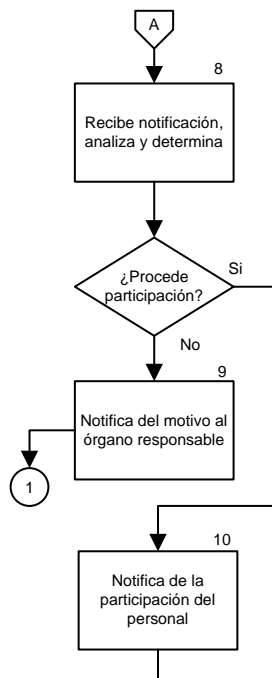 A
8
Recibe notificación,
analiza y determina
¿Procede
participación?
Si
No
9
Notifica del motivo al
órgano responsable
1
10
Notifica de la
participación del
personal